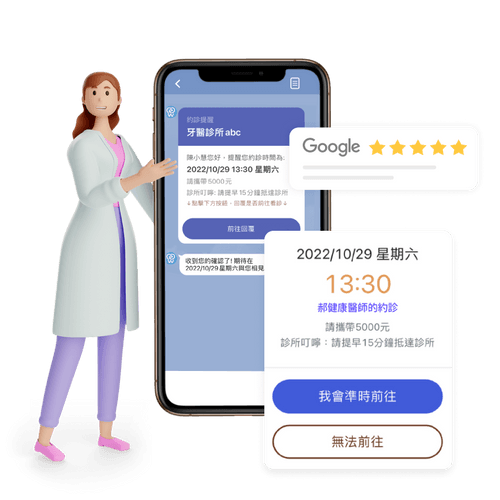 約診提醒
牙醫診所abc
陳小慧您好，提醒您約診時間為:
2022/10/29 13:30 星期六
請攜帶5000元
診所叮嚀: 請提早15分鐘抵達診所
↓點擊下方按鈕，回覆是否前往看診↓
前往回覆
收到您的確認了! 期待在
2022/10/29 星期六與您相見
Google
2022/10/29 星期六
13:30
郝健康醫師的約診
請攜帶5000元
診所叮嚀：請提早15分鐘抵達診所
我會準時前往
無法前往